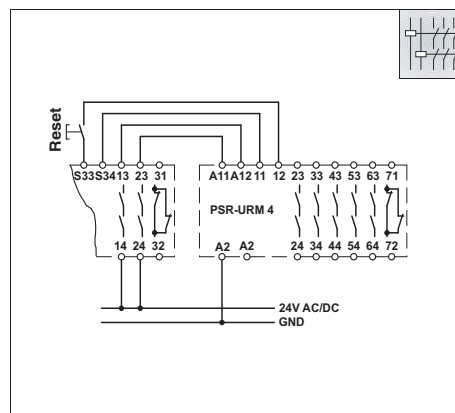 Reset
S33 S34 13 23 31
A11 A12 11 12 23 33 43 53 63 71
PSR-URM 4
14 24 32
A2 A2 24 34 44 54 64 72
24V AC/DC
GND